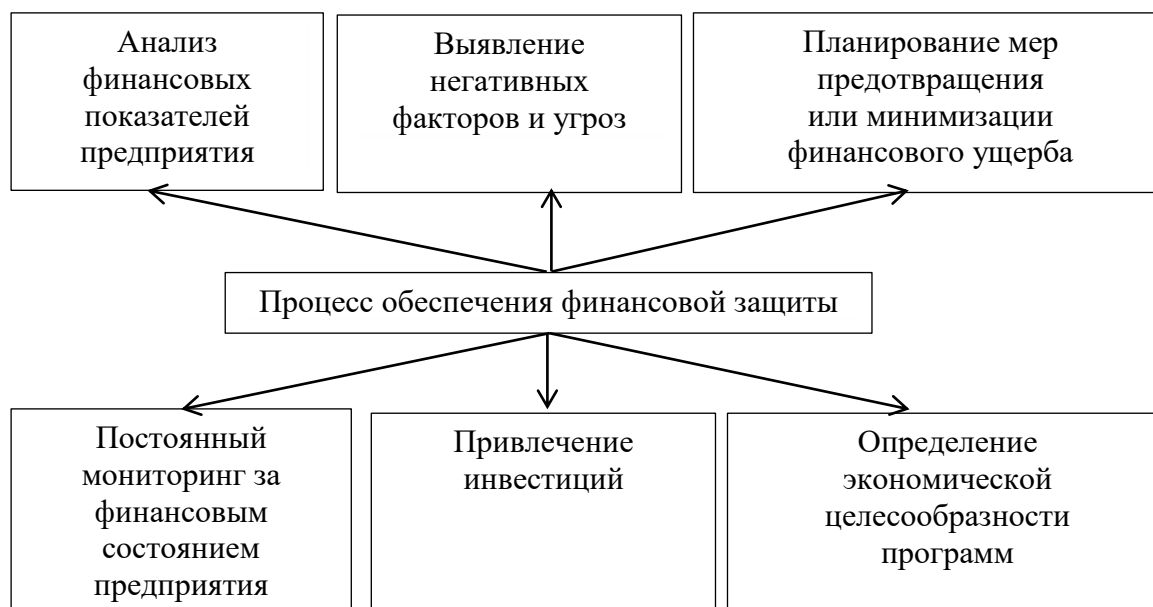 Анализ
финансовых
показателей
предприятия
Выявление
негативных
факторов и угроз
Планирование мер
предотвращения
или минимизации
финансового ущерба
Процесс обеспечения финансовой защиты
Постоянный
мониторинг за
финансовым
состоянием
предприятия
Привлечение
инвестиций
Определение
экономической
целесообразности
программ